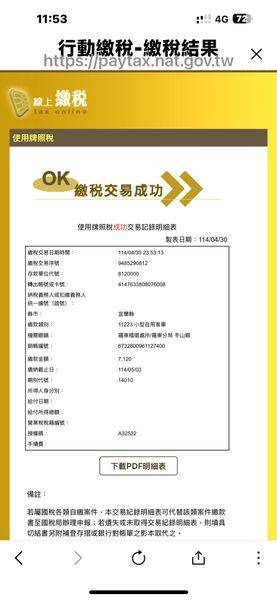 11:53
4G 72
行動繳稅-繳稅結果
https://paytax.nat.gov.tw
線上繳稅
tax online
使用牌照稅
OK 繳稅交易成功
使用牌照稅成功交易記錄明細表
製表日期：114/04/30
繳稅交易日期時間： 114/04/30 23:53:13
繳稅交易序號： 9485290812
存款單位代號： 8120000
轉出帳號或卡號： 4147633808076008
納稅義務人或扣繳義務人
統一編號（證號）：
縣市： 宜蘭縣
繳款類別： 11223 小型自用客車
機關網頭： 羅東稽徵處所/羅東分局 冬山鄉
銷帳編號： 6732800961127400
繳款金額： 7,120
繳納截止日： 114/05/03
期別代號： 14010
所得人身分別：
給付日期：
給付所得總額：
營業稅稅籍編號：
授權碼： A32532
手續費：
下載PDF明細表
備註：
若屬國稅各類自繳案件，本交易紀錄明細表可代替該類案件繳款
書至國稅局辦理申報；若遺失或未取得交易紀錄明細表，則填具
切結書另附補登存摺或銀行對帳單之影本取代之。